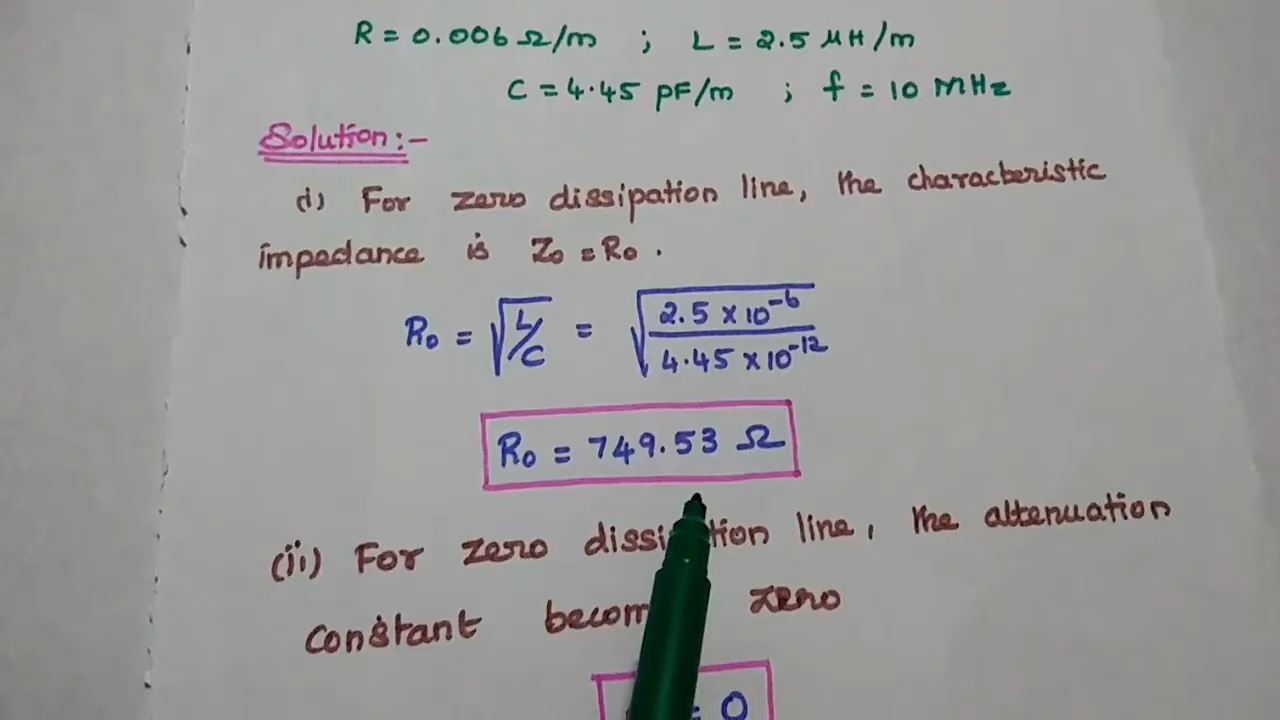 R = 0.006 Ω/m ; L = 2.5 µH/m
C = 4.45 pF/m ; f = 10 MHz
Solution:-
(i) For zero dissipation line, the characteristic
impedance is Z₀ = R₀.
R₀ = √L/C = √2.5 × 10⁻⁶ / 4.45 × 10⁻¹²
R₀ = 749.53 Ω
(ii) For zero line, the attenuation
constant zero
= 0